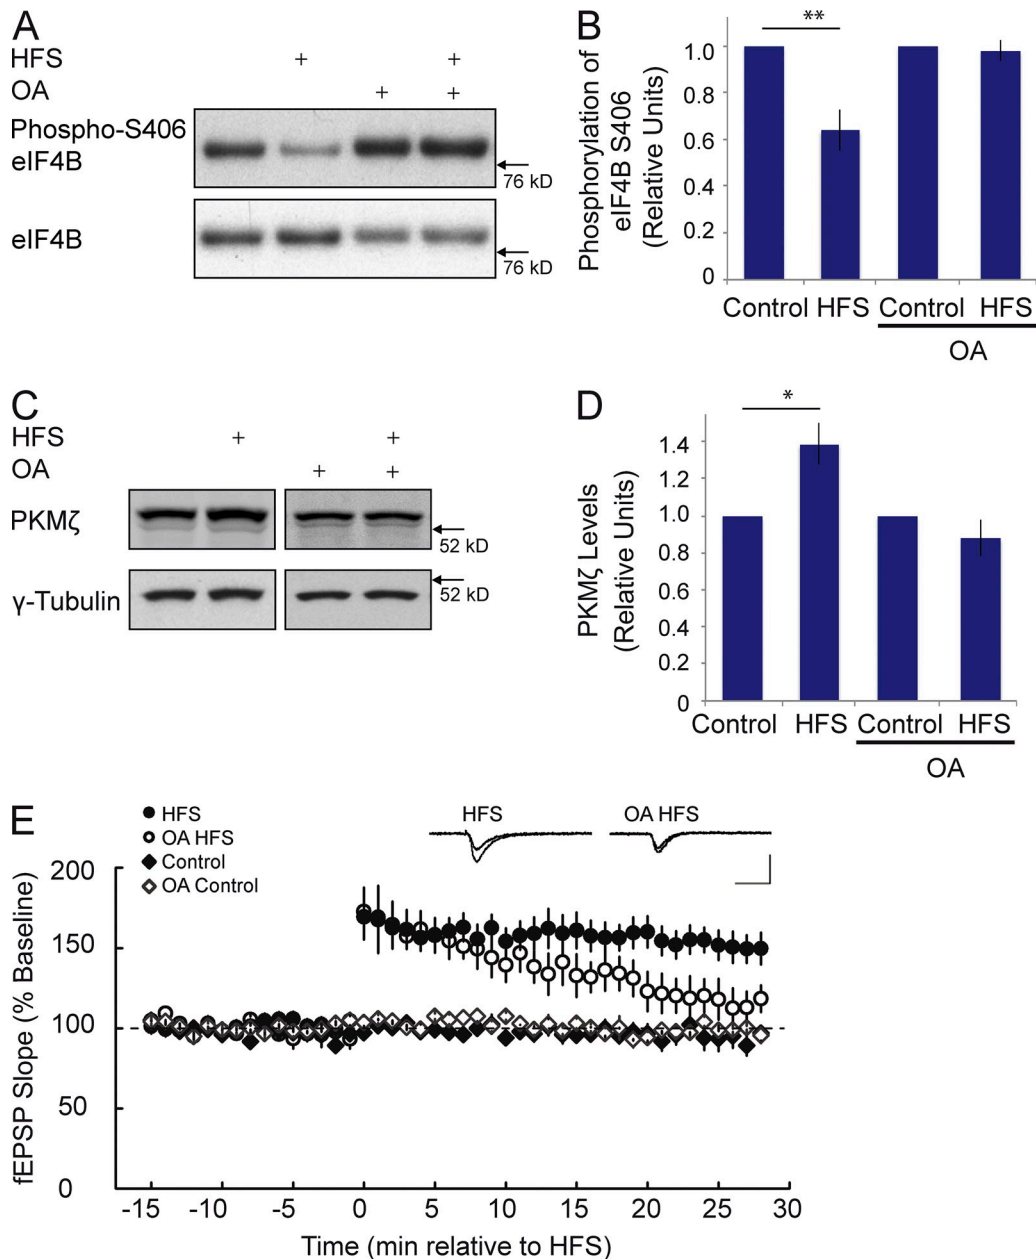 A
HFS + +
OA + +
Phospho-S406
eIF4B
76 kD
eIF4B
76 kD
B
**
Phosphorylation of
eIF4B S406
(Relative Units)
1.0
0.8
0.6
0.4
0.2
0
Control HFS Control HFS
OA
C
HFS + +
OA + +
PKMζ
52 kD
γ-Tubulin
52 kD
D
*
PKMζ Levels
(Relative Units)
1.4
1.2
1.0
0.8
0.6
0.4
0.2
0
Control HFS Control HFS
OA
E
HFS
OA HFS
Control
OA Control
HFS OA HFS
fEPSP Slope (% Baseline)
200
150
100
50
0
-15 -10 -5 0 5 10 15 20 25 30
Time (min relative to HFS)